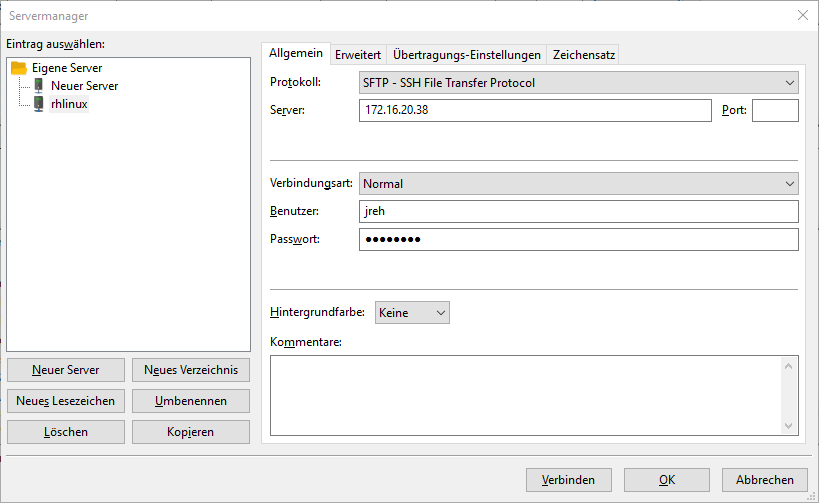 Servermanager
Eintrag auswählen:
Eigene Server
Neuer Server
rhlinux
Neuer Server
Neues Verzeichnis
Neues Lesezeichen
Umbenennen
Löschen
Kopieren
Allgemein
Erweitert
Übertragungs-Einstellungen
Zeichensatz
Protokoll:
SFTP - SSH File Transfer Protocol
Server:
172.16.20.38
Port:
Verbindungsart:
Normal
Benutzer:
jreh
Passwort:
●●●●●●●●
Hintergrundfarbe:
Keine
Kommentare:
Verbinden
OK
Abbrechen